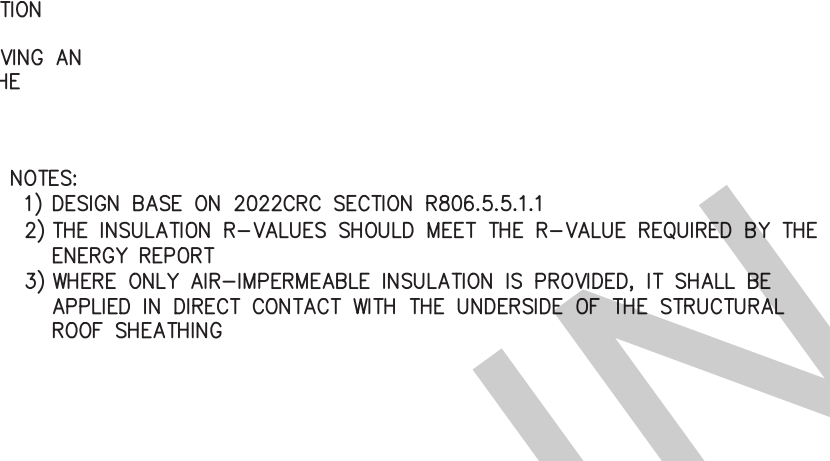 TION
VING AN
HE
NOTES:
1) DESIGN BASE ON 2022CRC SECTION R806.5.5.1.1
2) THE INSULATION R-VALUES SHOULD MEET THE R-VALUE REQUIRED BY THE
ENERGY REPORT
3) WHERE ONLY AIR-IMPERMEABLE INSULATION IS PROVIDED, IT SHALL BE
APPLIED IN DIRECT CONTACT WITH THE UNDERSIDE OF THE STRUCTURAL
ROOF SHEATHING